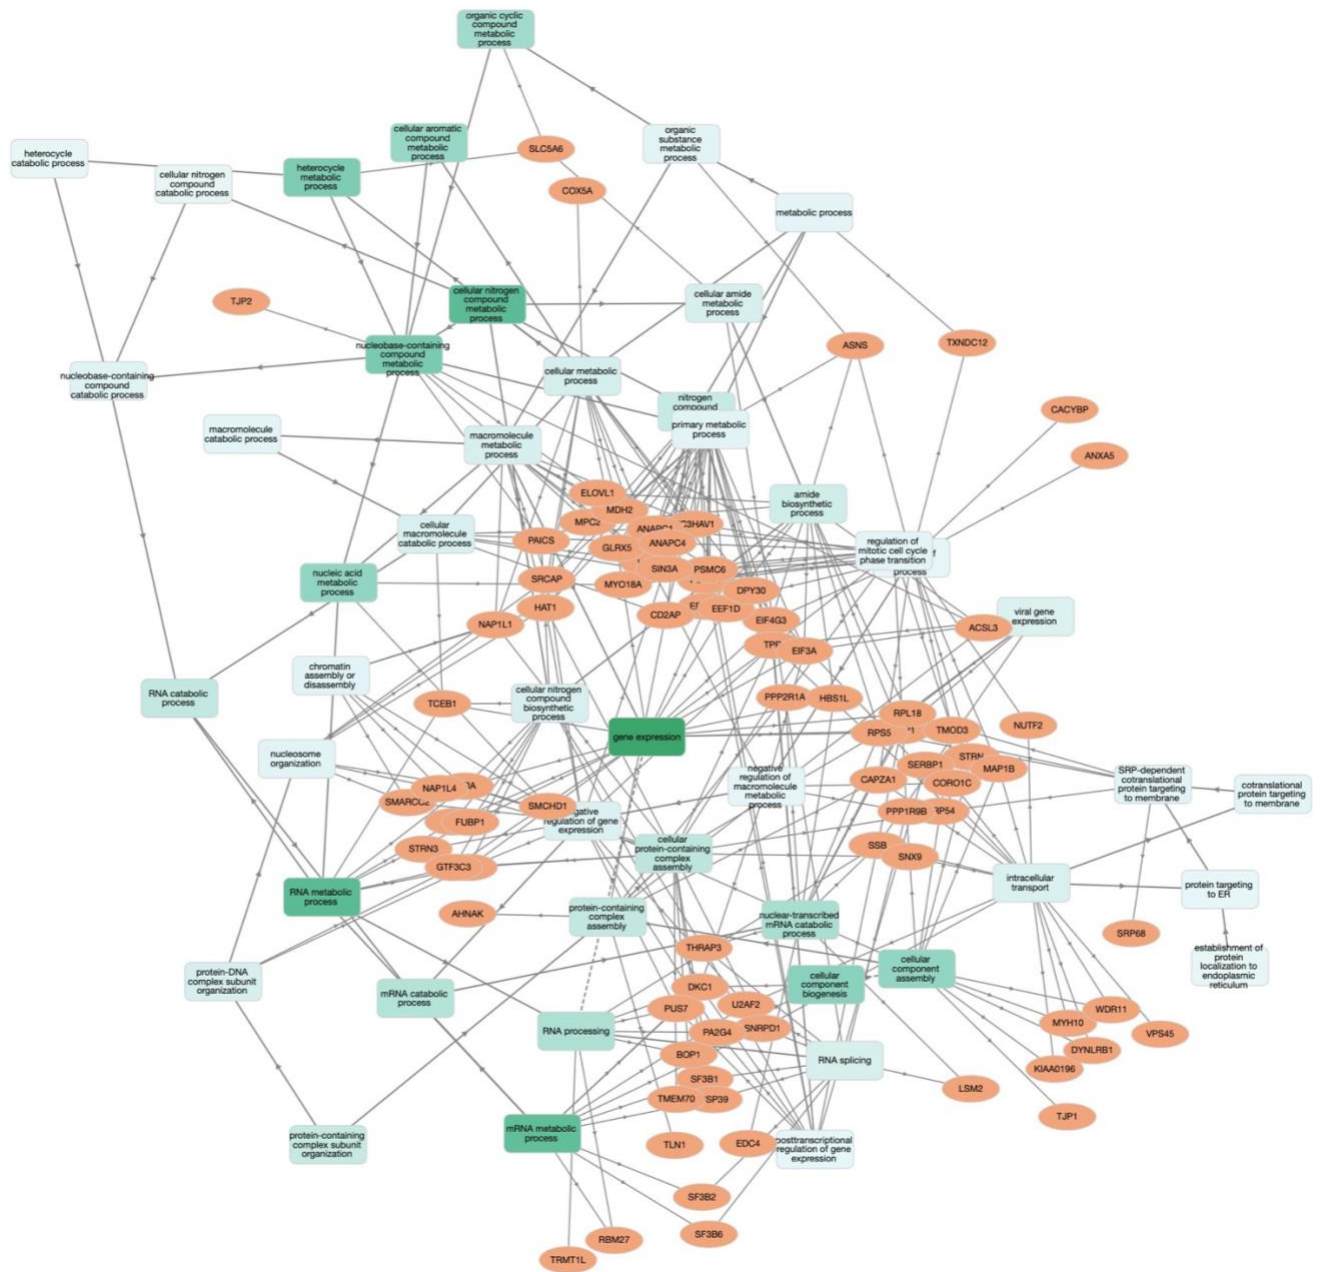 organic cyclic
compound
metabolic
process
cellular aromatic
compound
metabolic
process
organic
substance
metabolic
process
heterocycle
catabolic process
SLC5A6
heterocycle
metabolic
process
cellular nitrogen
compound
catabolic process
COX5A
metabolic process
TJP2
cellular nitrogen
compound
metabolic
process
cellular amide
metabolic
process
nucleobase-containing
compound
metabolic
process
ASNS
TXNDC12
nucleobase-containing
compound
catabolic process
cellular metabolic
process
nitrogen
compound
primary metabolic
process
CACYBP
macromolecule
catabolic process
macromolecule
metabolic
process
ANXA5
ELOVL1
MDH2
MPC2
C3HAV1
amide
biosynthetic
process
cellular
macromolecule
catabolic process
PAICS
GLRX5
ANAPC4
regulation of
mitotic cell cycle
phase transition
process
nucleic acid
metabolic
process
SRCAP
SIN3A
PSMC6
MYO18A
DPY30
HAT1
CD2AP
EEF1D
EIF4G3
NAP1L1
ACSL3
viral gene
expression
EIF3A
chromatin
assembly or
disassembly
RNA catabolic
process
TCEB1
cellular nitrogen
compound
biosynthetic
process
PPP2R1A
HBS1L
RPL18
NUTF2
gene expression
RPS5
TMOD3
nucleosome
organization
STRN
SERBP1
MAP1B
negative
regulation of
macromolecule
metabolic
process
CAPZA1
CORO1C
SRP-dependent
cotranslational
protein targeting
to membrane
cotranslational
protein targeting
to membrane
NAP1L4
SMCHD1
regulation of gene
expression
PPP1R9B
FUBP1
STRN3
GTF3C3
cellular
protein-containing
complex
assembly
SSB
SNX9
RNA metabolic
process
intracellular
transport
protein targeting
to ER
AHNAK
protein-containing
complex
assembly
nuclear-transcribed
mRNA catabolic
process
SRP68
THRAP3
establishment of
protein
localization to
endoplasmic
reticulum
protein-DNA
complex subunit
organization
mRNA catabolic
process
cellular
component
biogenesis
cellular
component
assembly
DKC1
PUS7
U2AF2
WDR11
MYH10
RNA processing
PA2G4
SNRPD1
VPS45
BOP1
DYNLRB1
RNA splicing
KIAA0196
SF3B1
LSM2
TMEM70
TJP1
mRNA metabolic
process
protein-containing
complex subunit
organization
TLN1
EDC4
posttranscriptional
regulation of gene
expression
SF3B2
SF3B6
RBM27
TRMT1L